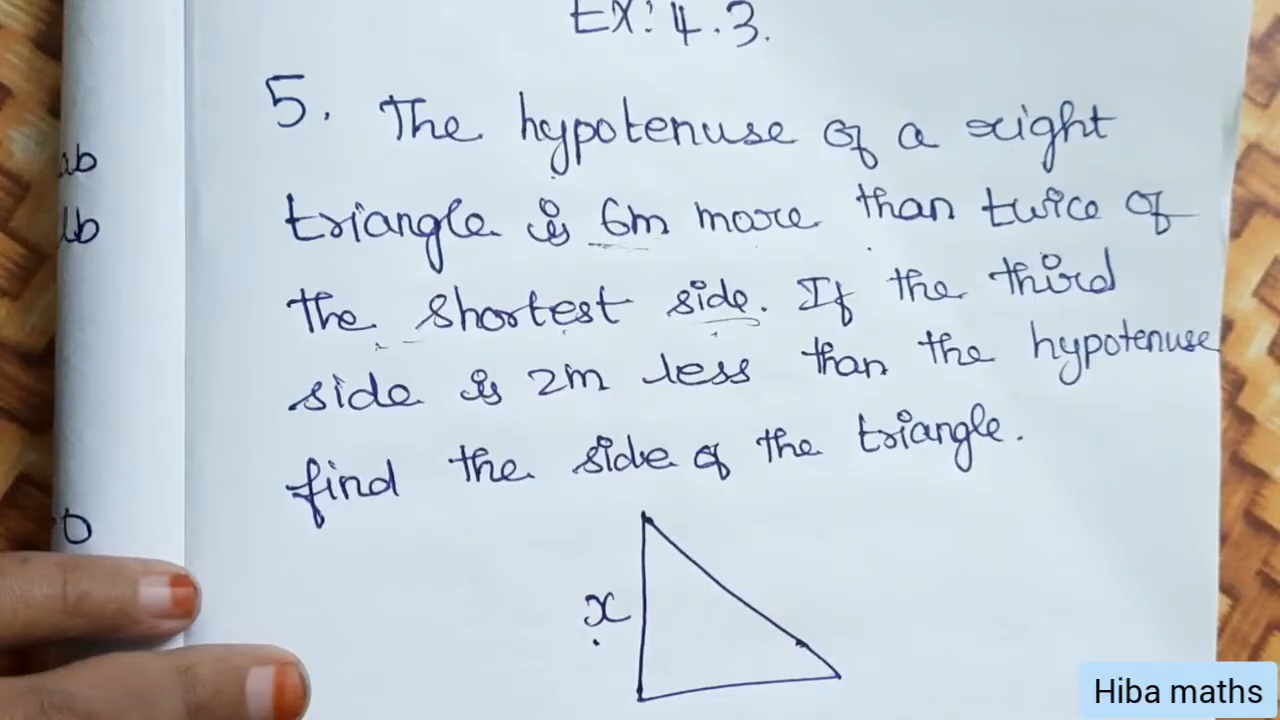 Ex: 4.3.
5. The hypotenuse of a right
triangle is 6m more than twice of
the shortest side. If the third
side is 2m less than the hypotenuse
find the side of the triangle.
x
Hiba maths